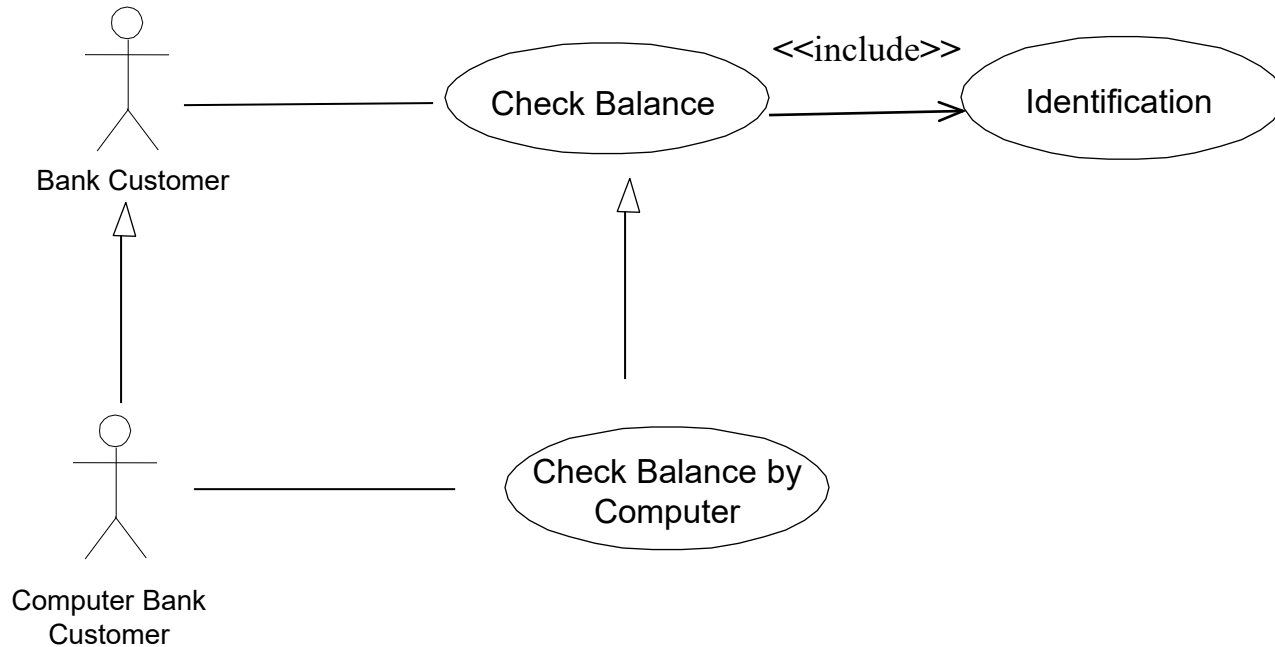 <<include>>
Check Balance
Identification
Bank Customer
Check Balance by
Computer
Computer Bank
Customer